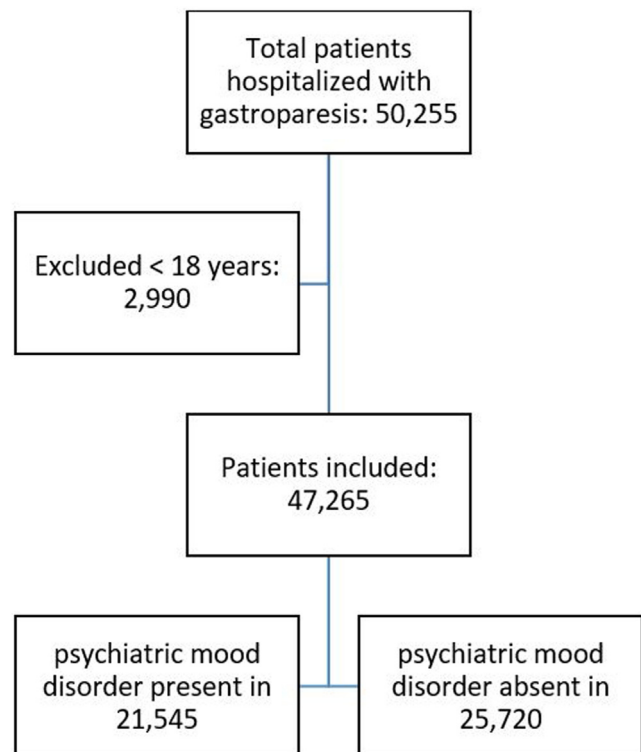 Total patients
hospitalized with
gastroparesis: 50,255
Excluded < 18 years:
2,990
Patients included:
47,265
psychiatric mood
disorder present in
21,545
psychiatric mood
disorder absent in
25,720